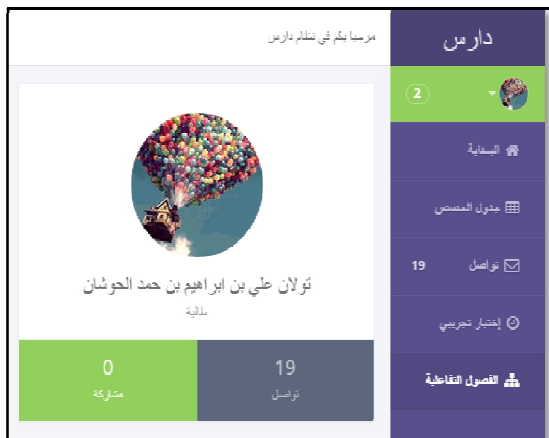 دارس
مرحبا بكم في نظام دارس
2
البداية
جدول الحصص
تواصل 19
إختبار تجريبي
الفصول التفاعلية
تولان علي بن ابراهيم بن حمد الحوشان
طالبة
19
تواصل
0
مشاركة